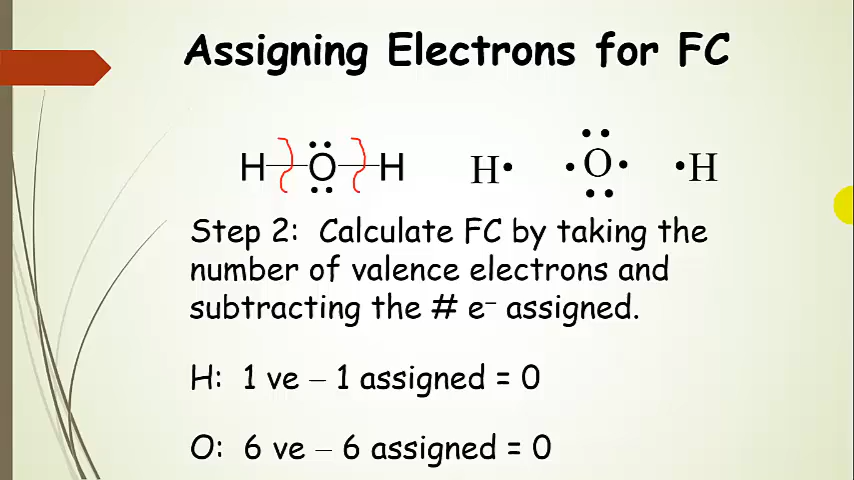 Assigning Electrons for FC
H—Ö—H H• •O• •H
Step 2: Calculate FC by taking the
number of valence electrons and
subtracting the # e⁻ assigned.
H: 1 ve – 1 assigned = 0
O: 6 ve – 6 assigned = 0